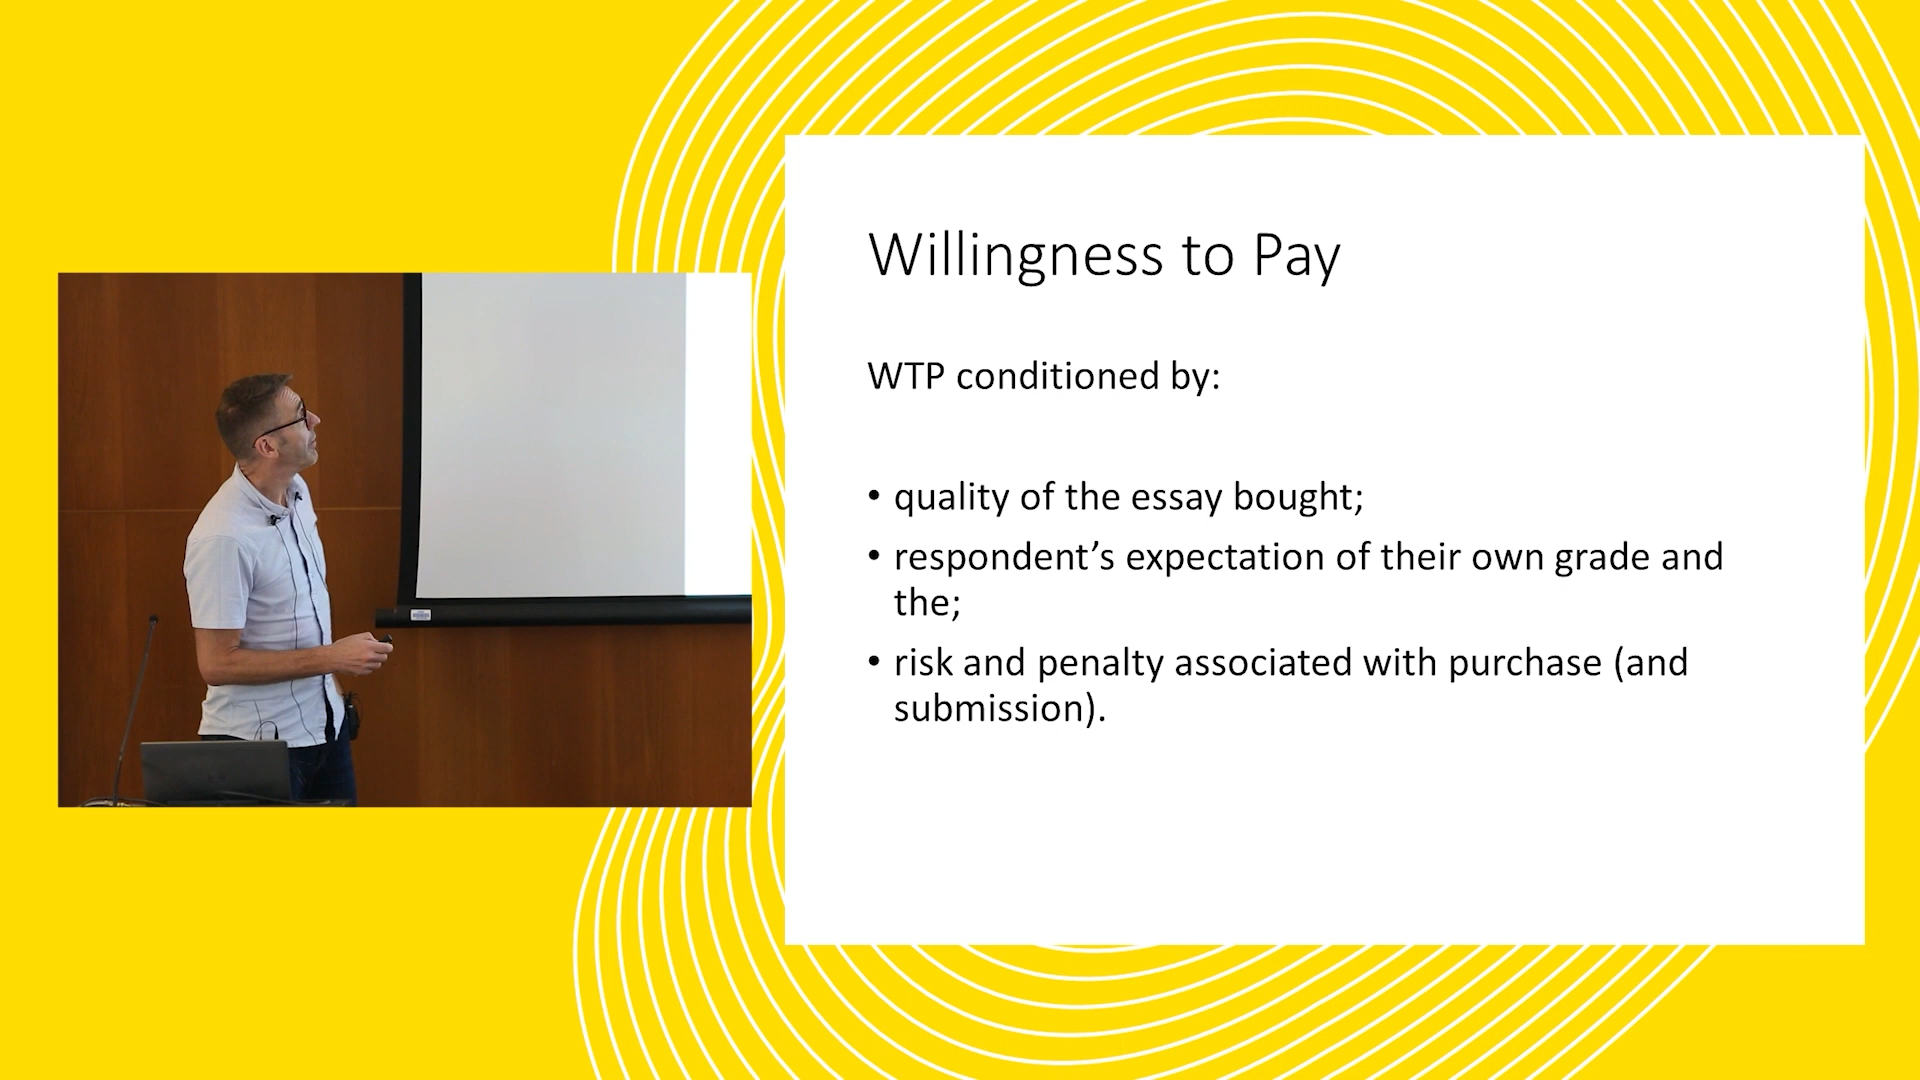 Willingness to Pay
WTP conditioned by:
• quality of the essay bought;
• respondent’s expectation of their own grade and
the;
• risk and penalty associated with purchase (and
submission).